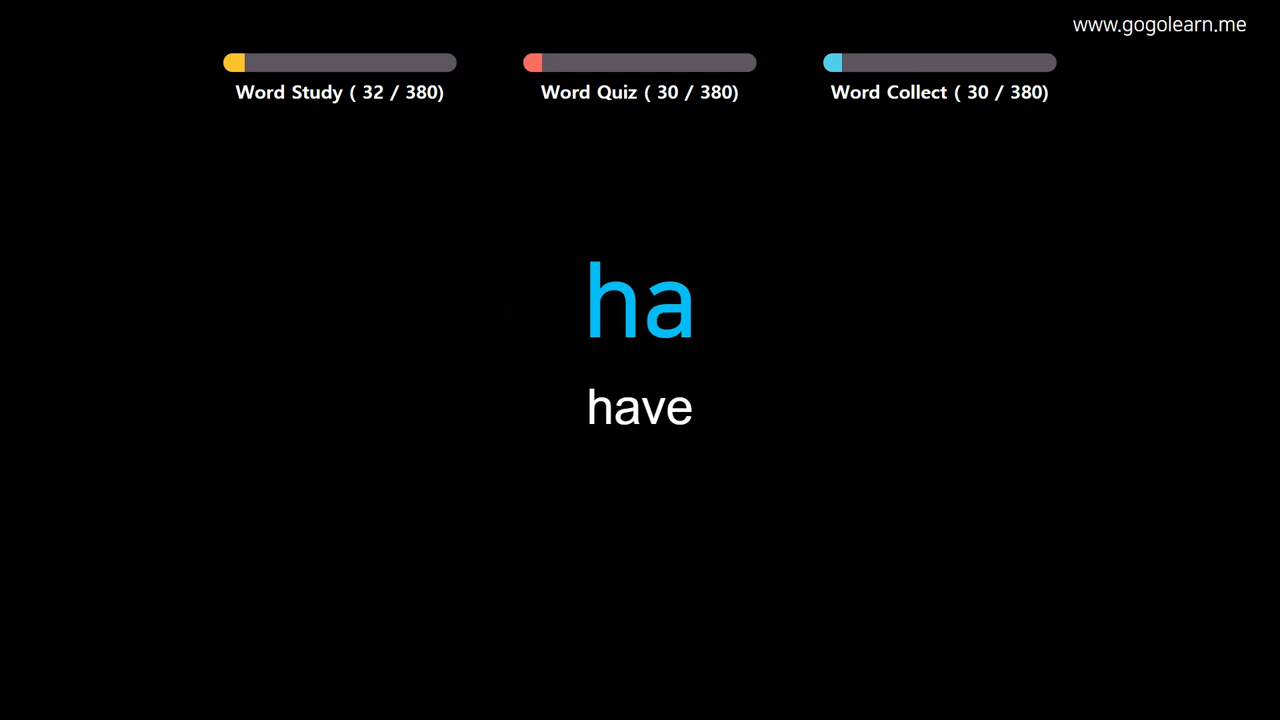 www.gogolearn.me
Word Study ( 32 / 380)
Word Quiz ( 30 / 380)
Word Collect ( 30 / 380)
ha
have